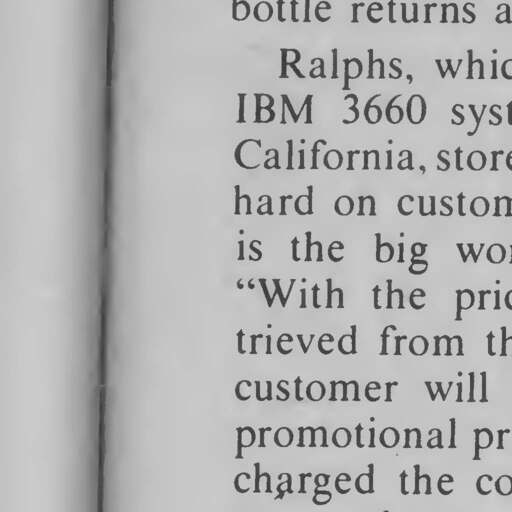 bottle returns a
Ralphs, whic
IBM 3660 syst
California, store
hard on custom
is the big wor
"With the pric
trieved from th
customer will
promotional pr
charged the co